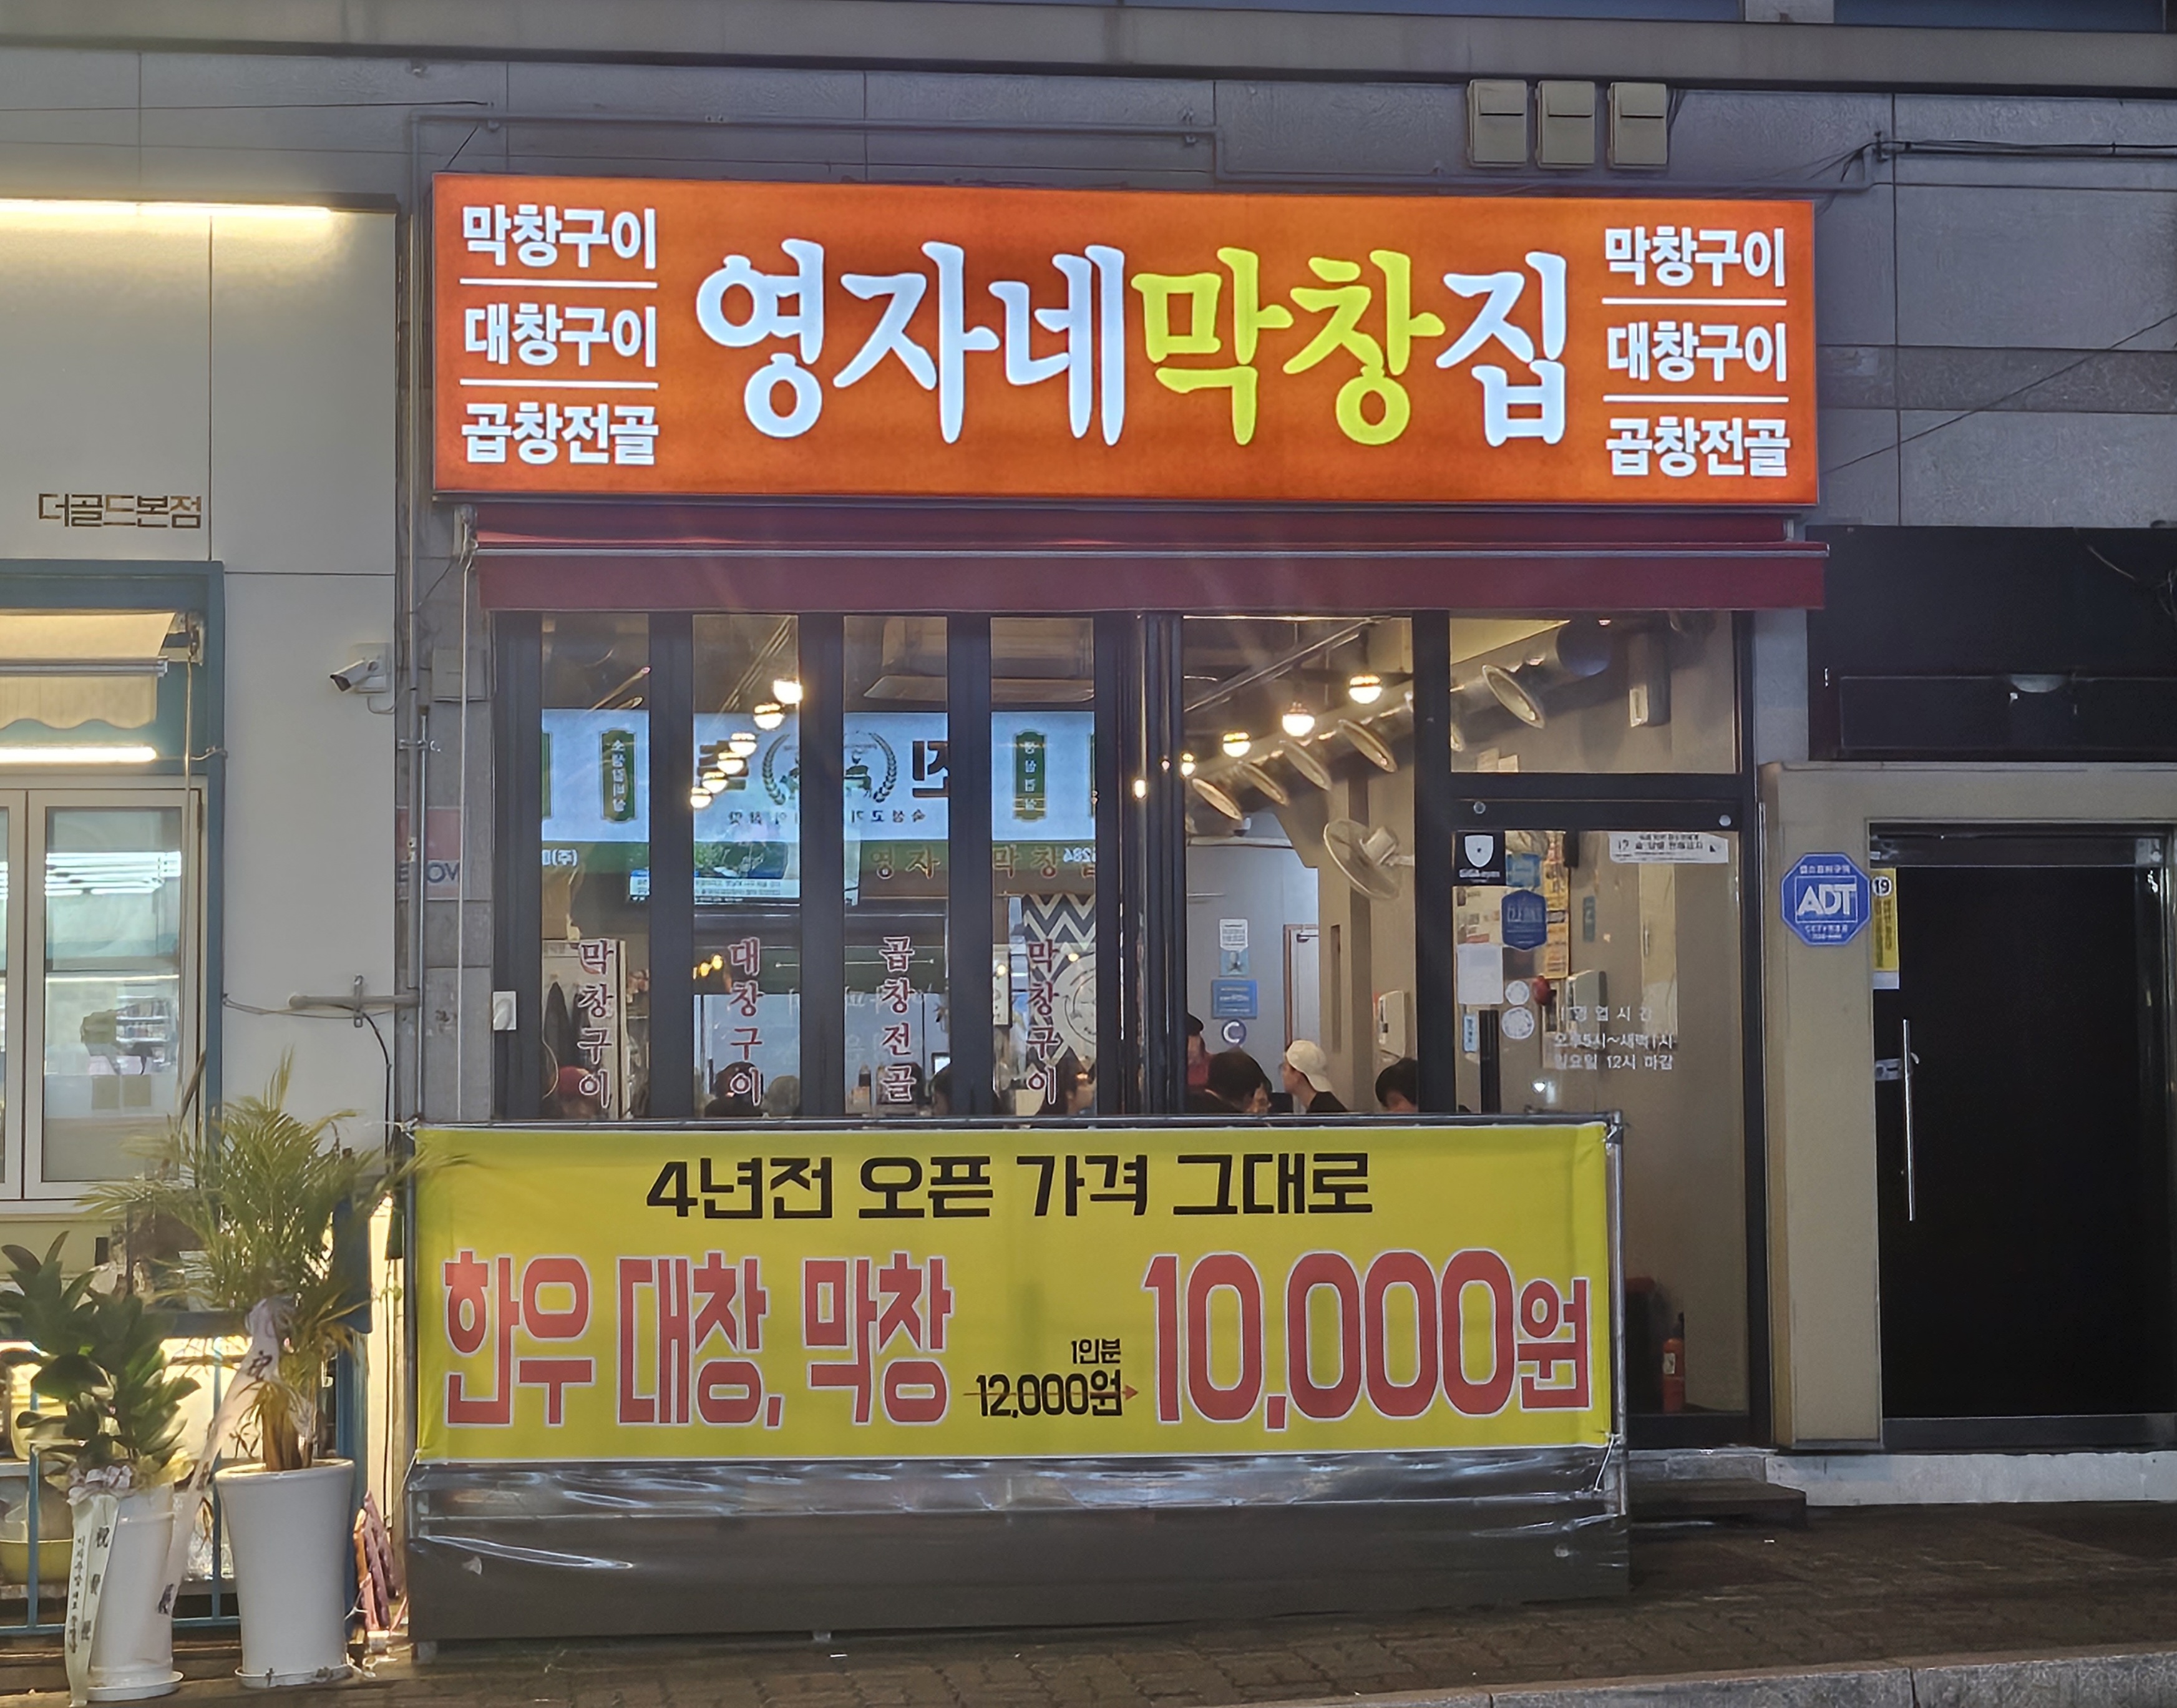 막창구이
대창구이
곱창전골
영자네막창집
막창구이
대창구이
곱창전골
더골드본점
막창구이
대창구이
곱창전골
막창구이
ADT
19
영업시간
오후5시~새벽1시
일요일 12시 마감
4년전 오픈 가격 그대로
한우 대창, 막창
1인분
12,000원
10,000원